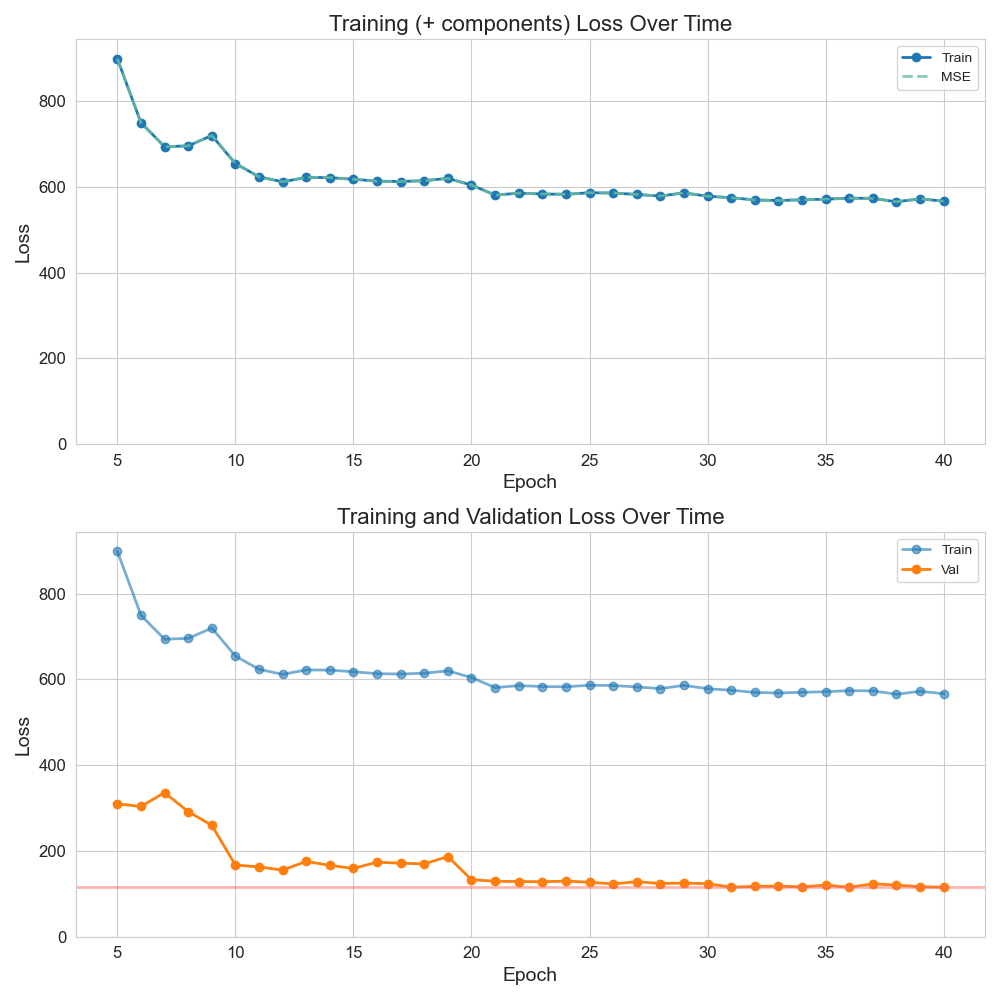 Training (+ components) Loss Over Time
Train
MSE
Loss
800
600
400
200
0
5 10 15 20 25 30 35 40
Epoch
Training and Validation Loss Over Time
Train
Val
Loss
800
600
400
200
0
5 10 15 20 25 30 35 40
Epoch